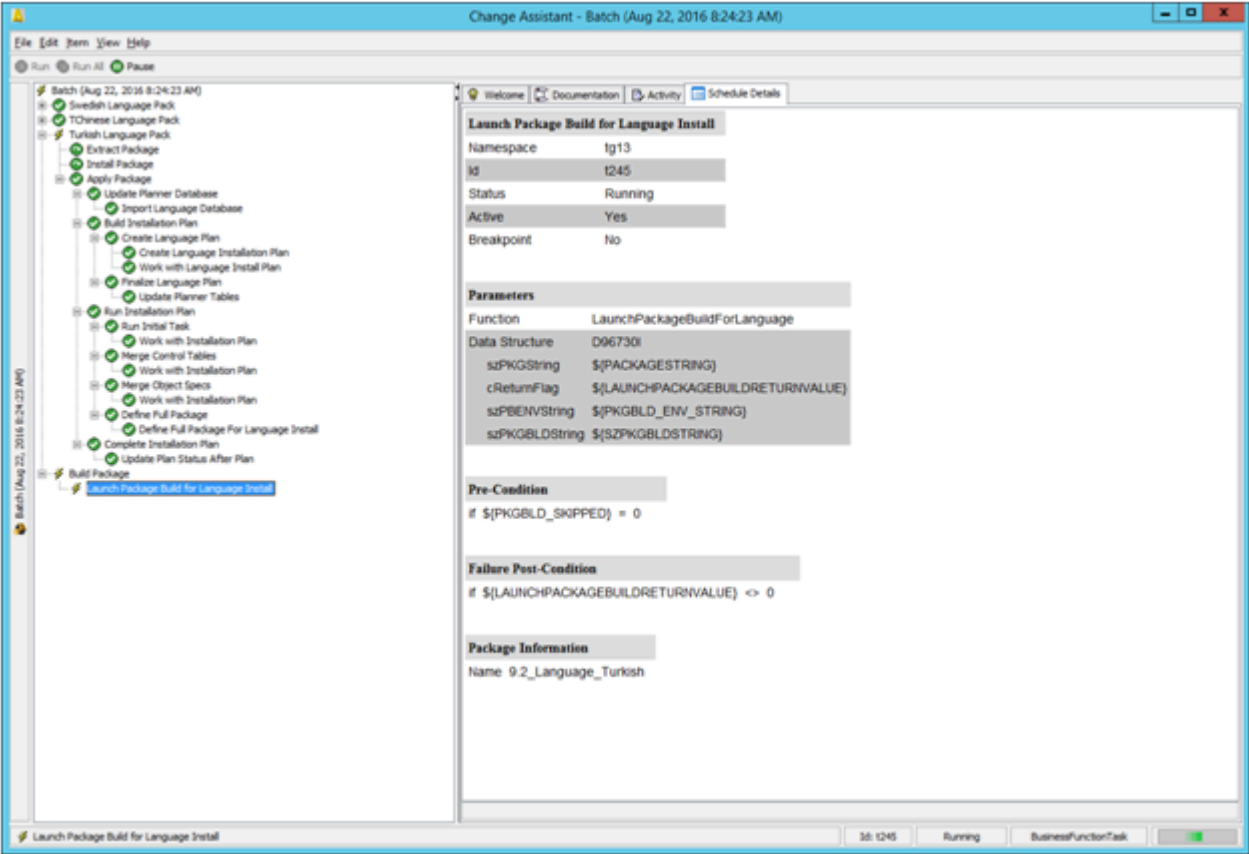 Change Assistant - Batch (Aug 22, 2016 8:24:23 AM)
File Edit Item View Help
Run Run All Pause
Batch (Aug 22, 2016 8:24:23 AM)
Swedish Language Pack
TChinese Language Pack
Turkish Language Pack
Extract Package
Install Package
Apply Package
Update Planner Database
Import Language Database
Build Installation Plan
Create Language Plan
Create Language Installation Plan
Work with Language Install Plan
Finalize Language Plan
Update Planner Tables
Run Installation Plan
Run Initial Task
Work with Installation Plan
Merge Control Tables
Work with Installation Plan
Merge Object Specs
Work with Installation Plan
Define Full Package
Define Full Package For Language Install
Complete Installation Plan
Update Plan Status After Plan
Build Package
Launch Package Build for Language Install
Batch (Aug 22, 2016 8:24:23 AM)
Welcome Documentation Activity Schedule Details
Launch Package Build for Language Install
Namespace tg13
Id t245
Status Running
Active Yes
Breakpoint No
Parameters
Function LaunchPackageBuildForLanguage
Data Structure D96730I
szPKGString ${PACKAGESTRING}
cReturnFlag ${LAUNCHPACKAGEBUILDRETURNVALUE}
szPBENVString ${PKGBLD_ENV_STRING}
szPKGBLDString ${SZPKGBLDSTRING}
Pre-Condition
if ${PKGBLD_SKIPPED} = 0
Failure Post-Condition
if ${LAUNCHPACKAGEBUILDRETURNVALUE} <> 0
Package Information
Name 9.2_Language_Turkish
Launch Package Build for Language Install Id: t245 Running BusinessFunctionTask